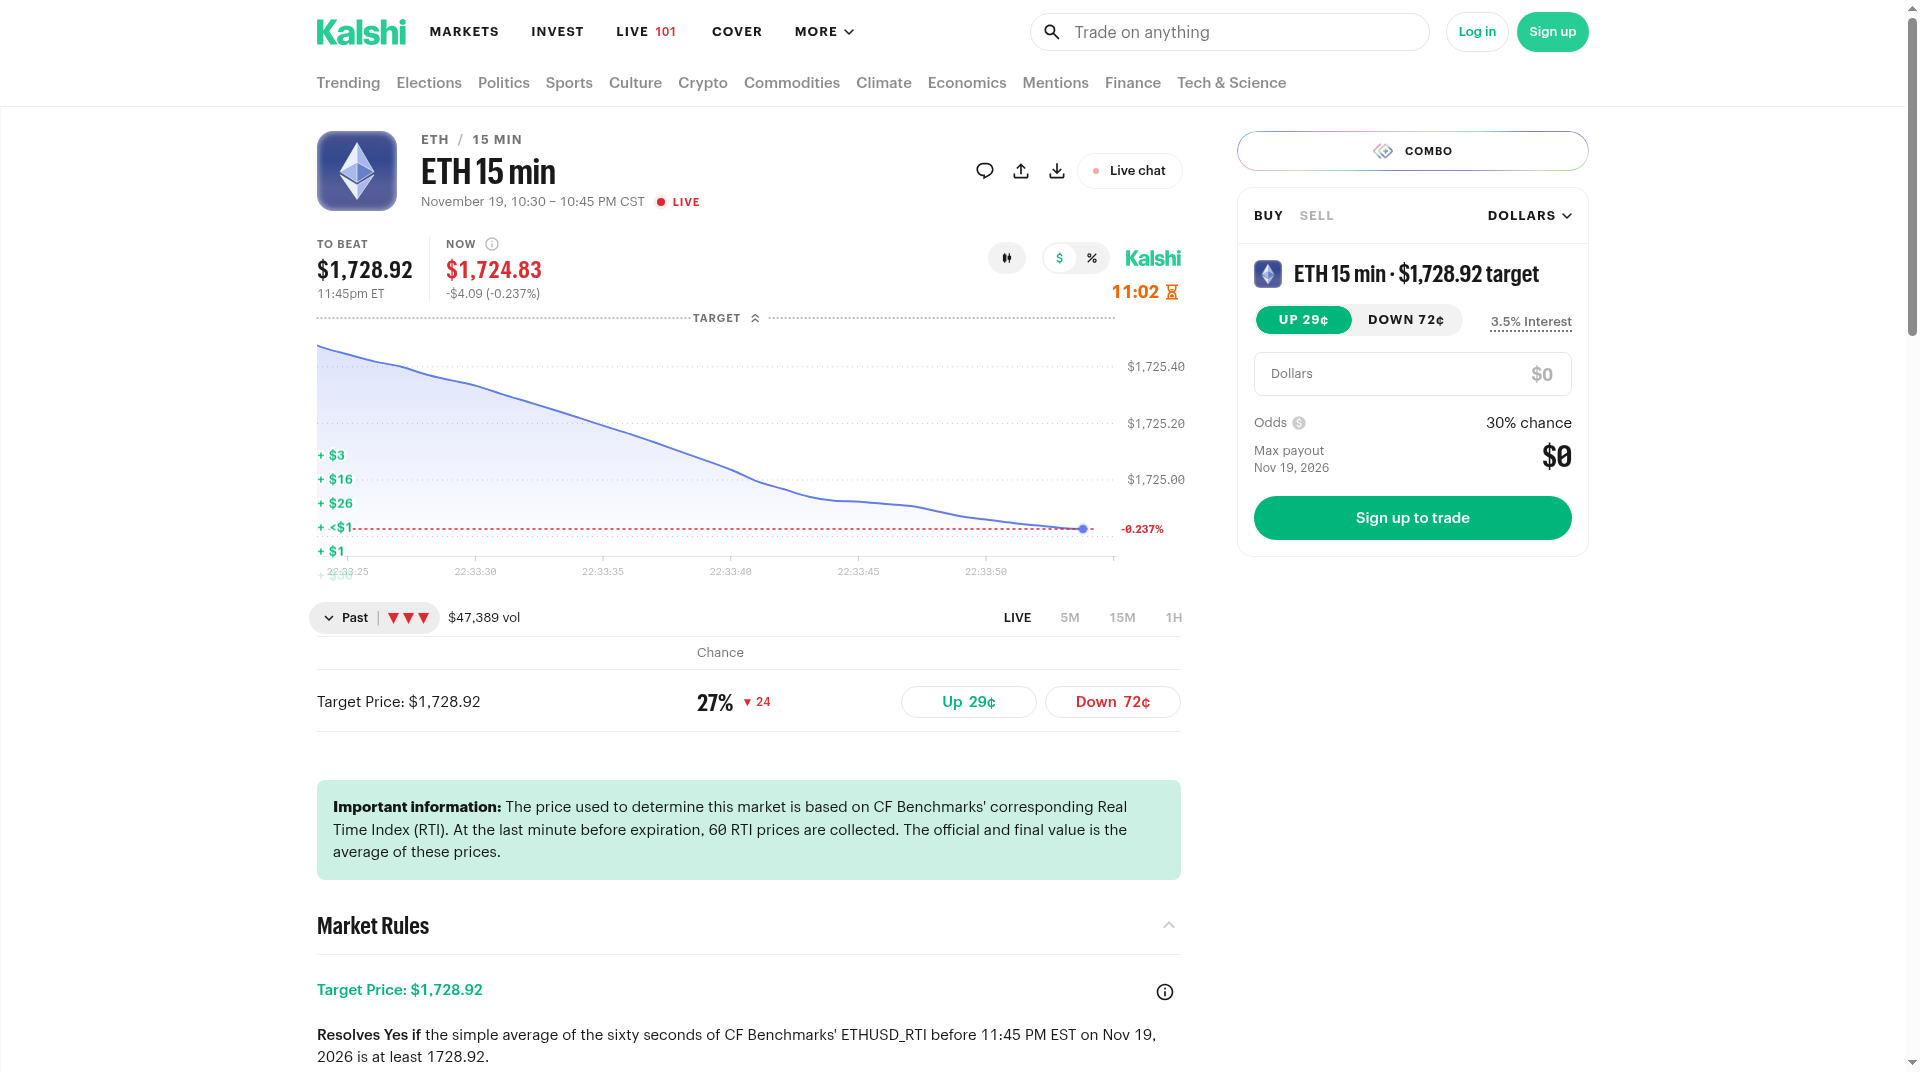 Kalshi
MARKETS
INVEST
LIVE 101
COVER
MORE
Trade on anything
Log in
Sign up
Trending
Elections
Politics
Sports
Culture
Crypto
Commodities
Climate
Economics
Mentions
Finance
Tech & Science
ETH / 15 MIN
ETH 15 min
November 19, 10:30 – 10:45 PM CST
LIVE
Live chat
TO BEAT
$1,728.92
11:45pm ET
NOW
$1,724.83
-$4.09 (-0.237%)
$
%
Kalshi
11:02
TARGET
$1,725.40
$1,725.20
$1,725.00
-0.237%
+ $3
+ $16
+ $26
+ <$1
+ $1
22:33:25
22:33:30
22:33:35
22:33:40
22:33:45
22:33:50
Past
$47,389 vol
LIVE
5M
15M
1H
Chance
Target Price: $1,728.92
27%
▼ 24
Up 29¢
Down 72¢
Important information: The price used to determine this market is based on CF Benchmarks' corresponding Real
Time Index (RTI). At the last minute before expiration, 60 RTI prices are collected. The official and final value is the
average of these prices.
Market Rules
Target Price: $1,728.92
Resolves Yes if the simple average of the sixty seconds of CF Benchmarks' ETHUSD_RTI before 11:45 PM EST on Nov 19,
2026 is at least 1728.92.
COMBO
BUY
SELL
DOLLARS
ETH 15 min · $1,728.92 target
UP 29¢
DOWN 72¢
3.5% Interest
Dollars
$0
Odds
30% chance
Max payout
Nov 19, 2026
$0
Sign up to trade